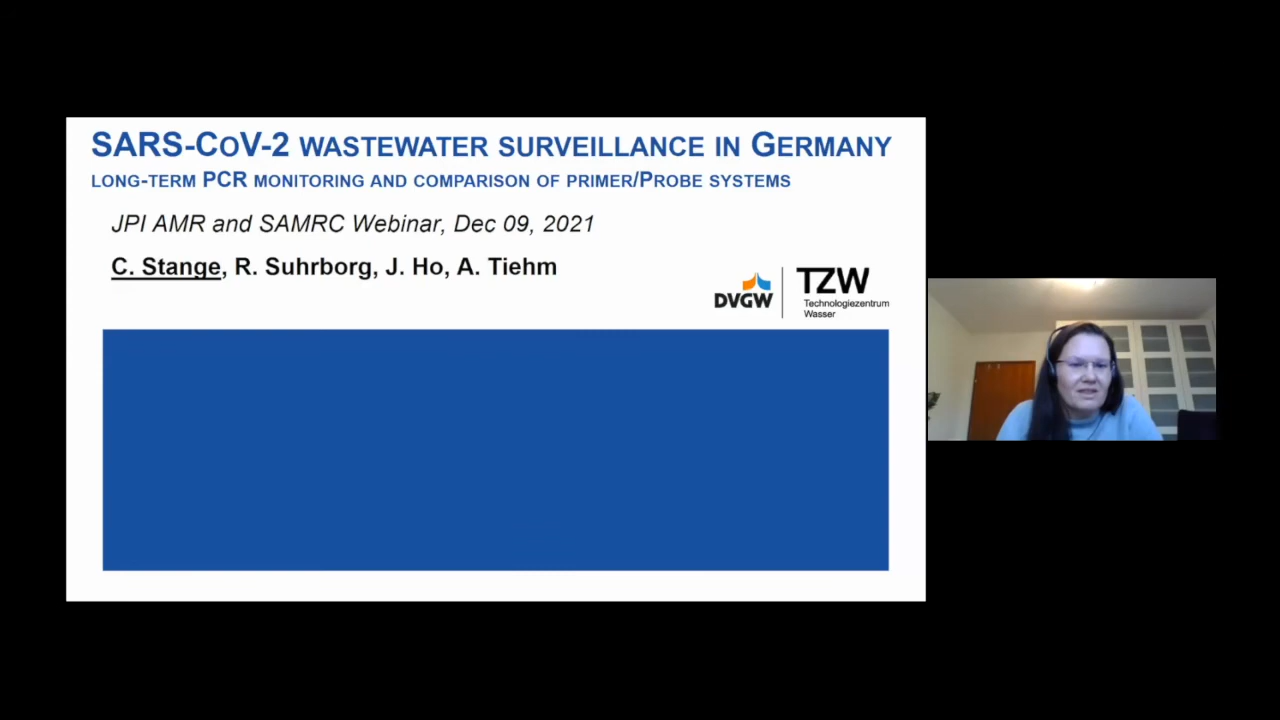 SARS-CoV-2 WASTEWATER SURVEILLANCE IN GERMANY
LONG-TERM PCR MONITORING AND COMPARISON OF PRIMER/PROBE SYSTEMS
JPI AMR and SAMRC Webinar, Dec 09, 2021
C. Stange, R. Suhrborg, J. Ho, A. Tiehm
DVGW
TZW
Technologiezentrum
Wasser